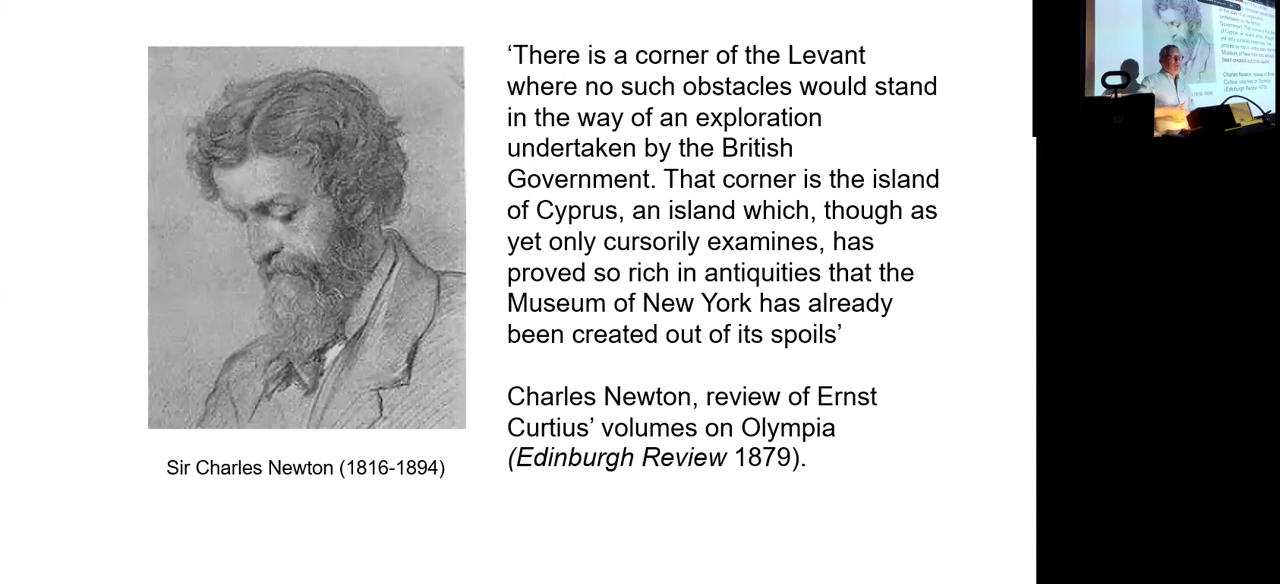 ‘There is a corner of the Levant
where no such obstacles would stand
in the way of an exploration
undertaken by the British
Government. That corner is the island
of Cyprus, an island which, though as
yet only cursorily examines, has
proved so rich in antiquities that the
Museum of New York has already
been created out of its spoils’
Charles Newton, review of Ernst
Curtius’ volumes on Olympia
(Edinburgh Review 1879).
Sir Charles Newton (1816-1894)